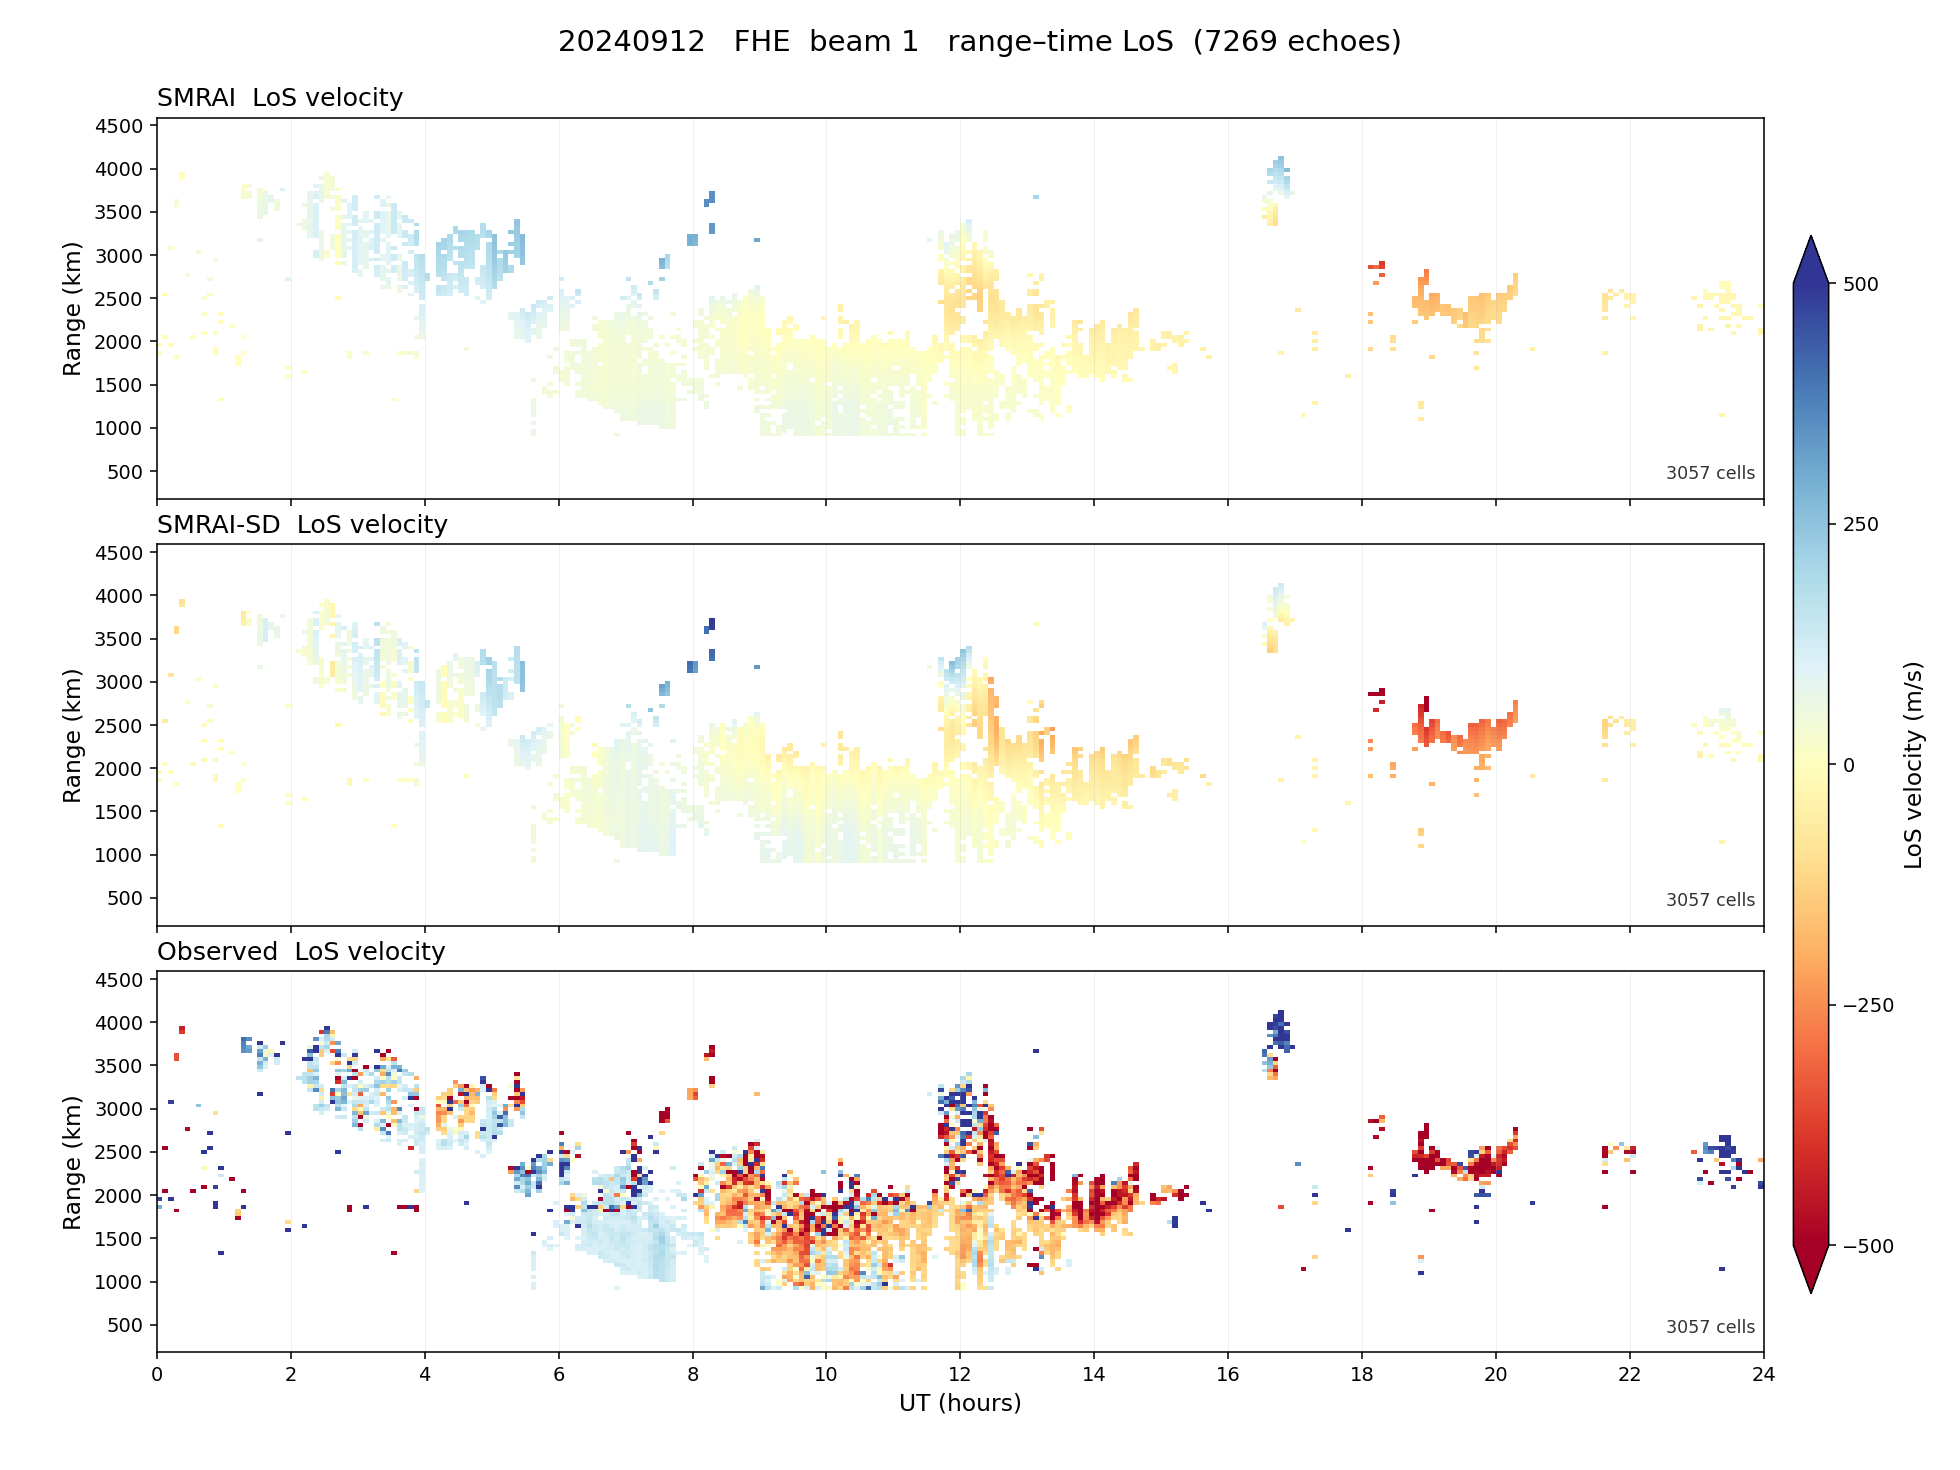 20240912   FHE  beam 1   range–time LoS  (7269 echoes)
SMRAI  LoS velocity
4500
4000
3500
3000
2500
2000
1500
1000
500
Range (km)
3057 cells
SMRAI-SD  LoS velocity
4500
4000
3500
3000
2500
2000
1500
1000
500
Range (km)
3057 cells
Observed  LoS velocity
4500
4000
3500
3000
2500
2000
1500
1000
500
Range (km)
3057 cells
0 2 4 6 8 10 12 14 16 18 20 22 24
UT (hours)
500
250
0
−250
−500
LoS velocity (m/s)